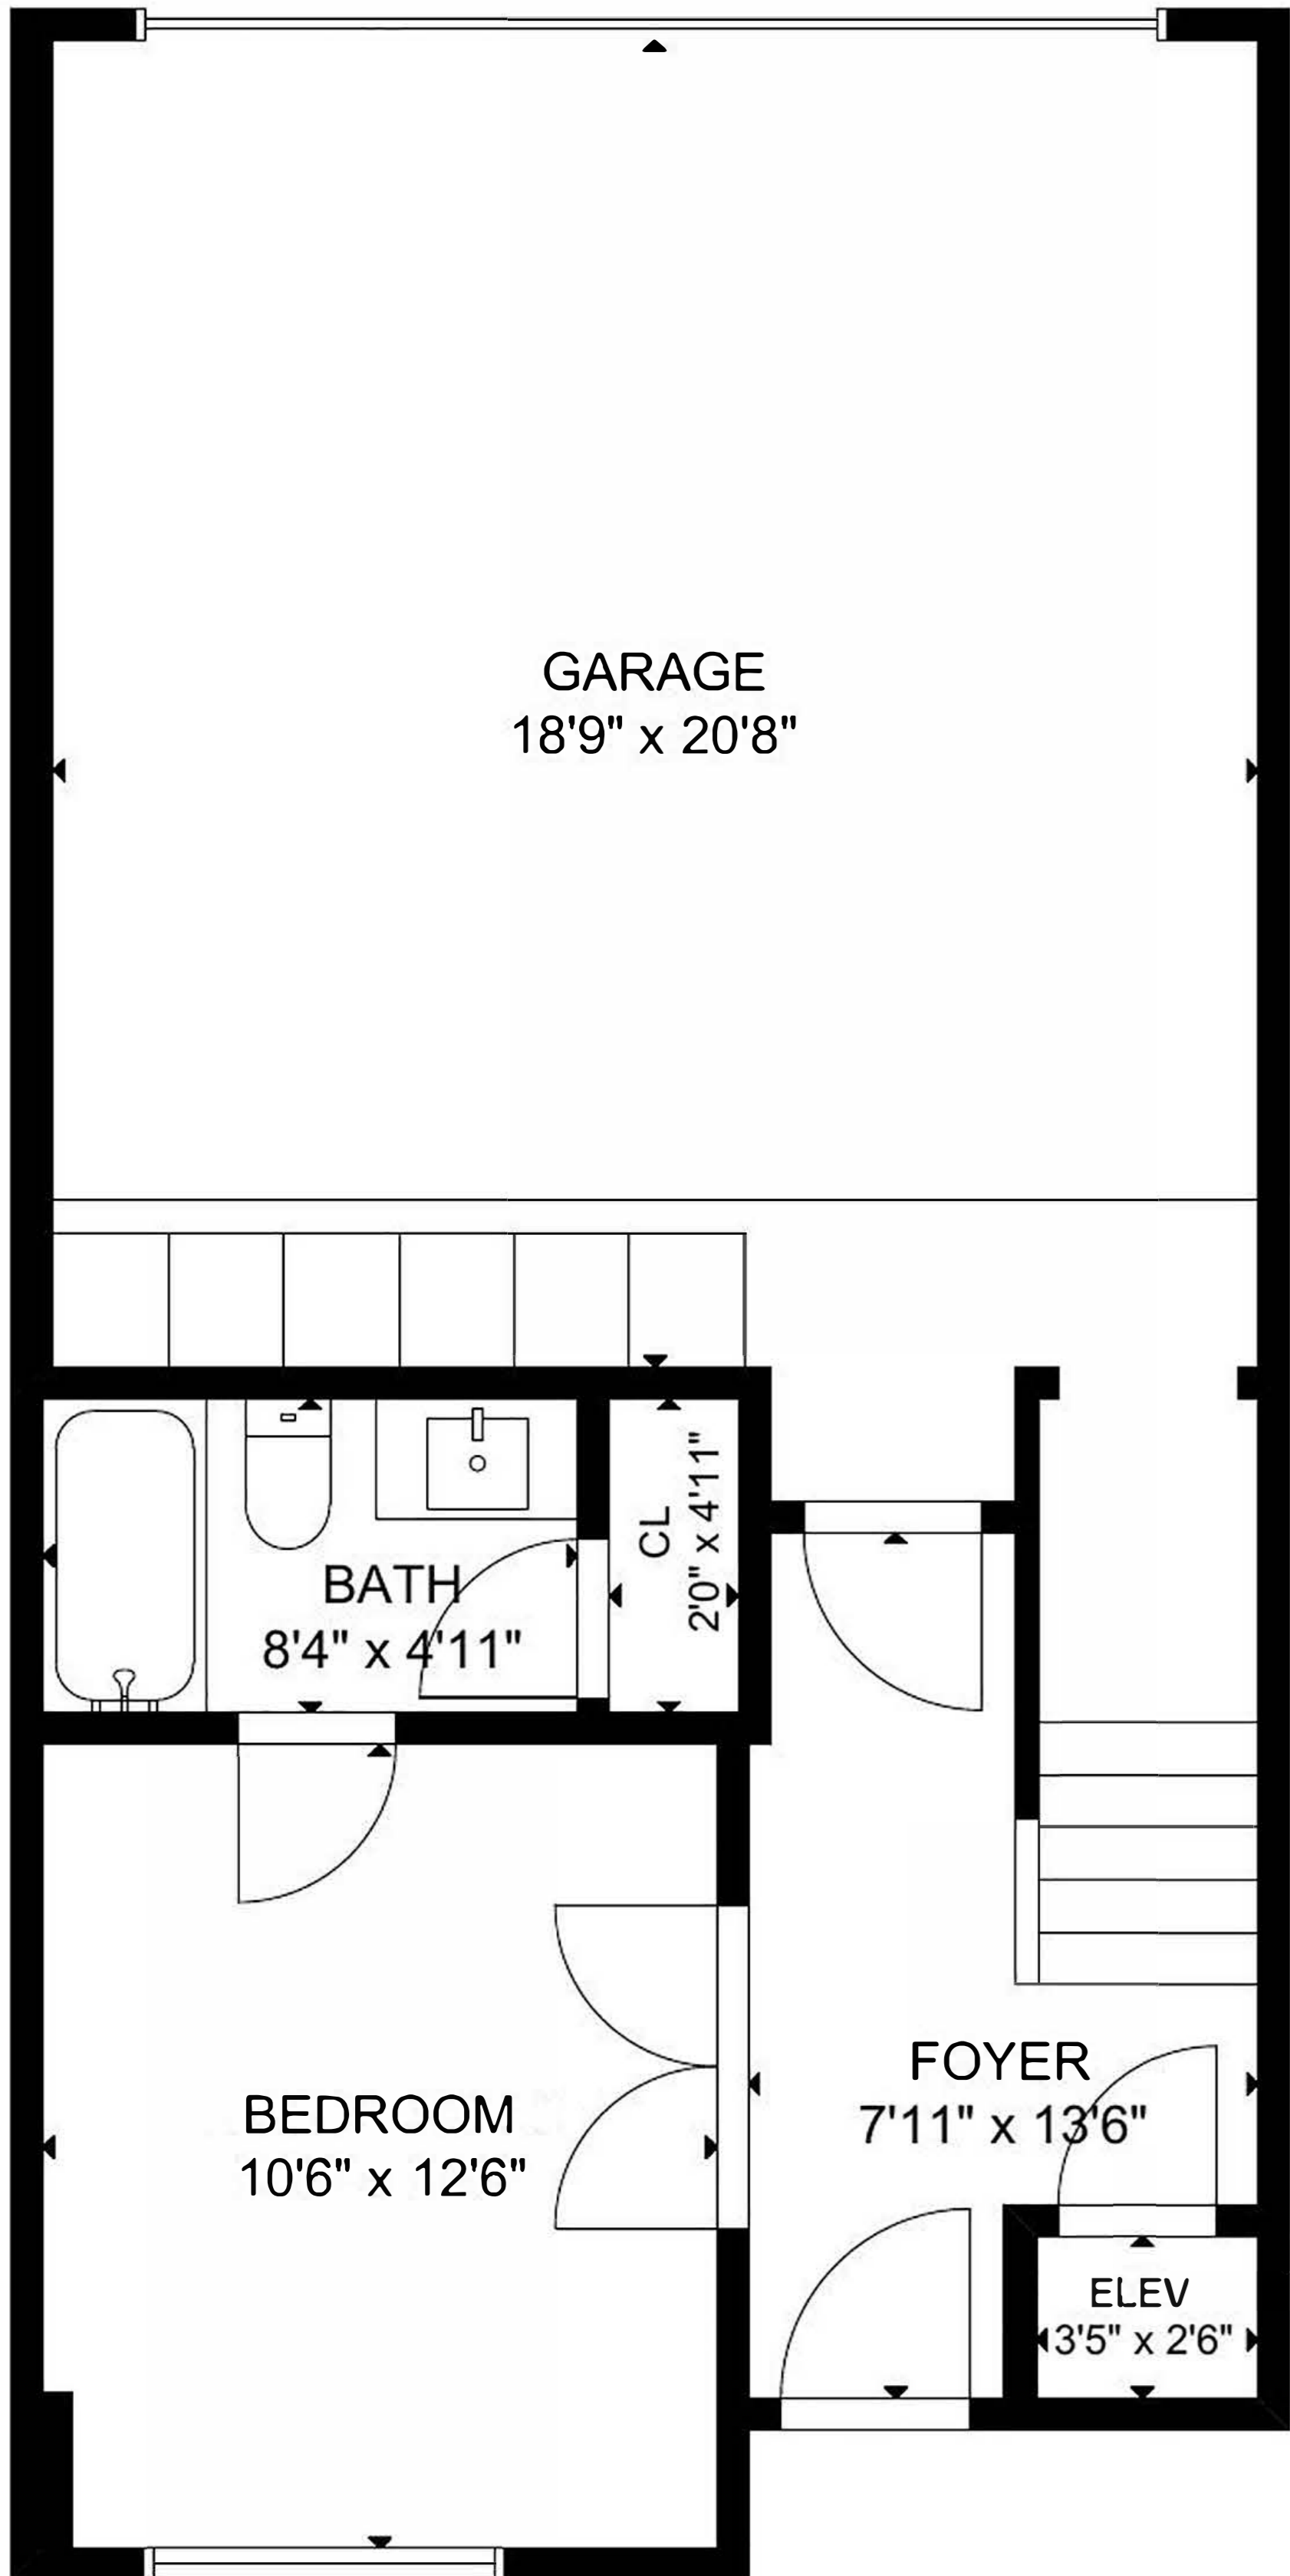 GARAGE
18'9" x 20'8"
CL
2'0" x 4'11"
BATH
8'4" x 4'11"
FOYER
7'11" x 13'6"
BEDROOM
10'6" x 12'6"
ELEV
3'5" x 2'6"